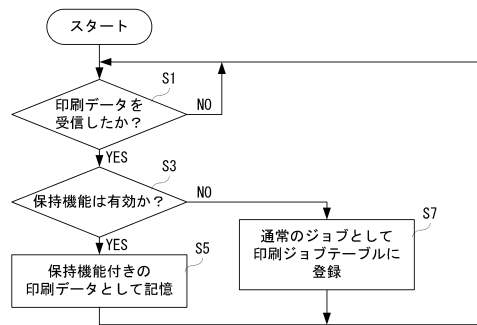 スタート
S1
印刷データを
受信したか？
NO
YES
S3
保持機能は有効か？
NO
YES
S5
保持機能付きの
印刷データとして記憶
S7
通常のジョブとして
印刷ジョブテーブルに
登録